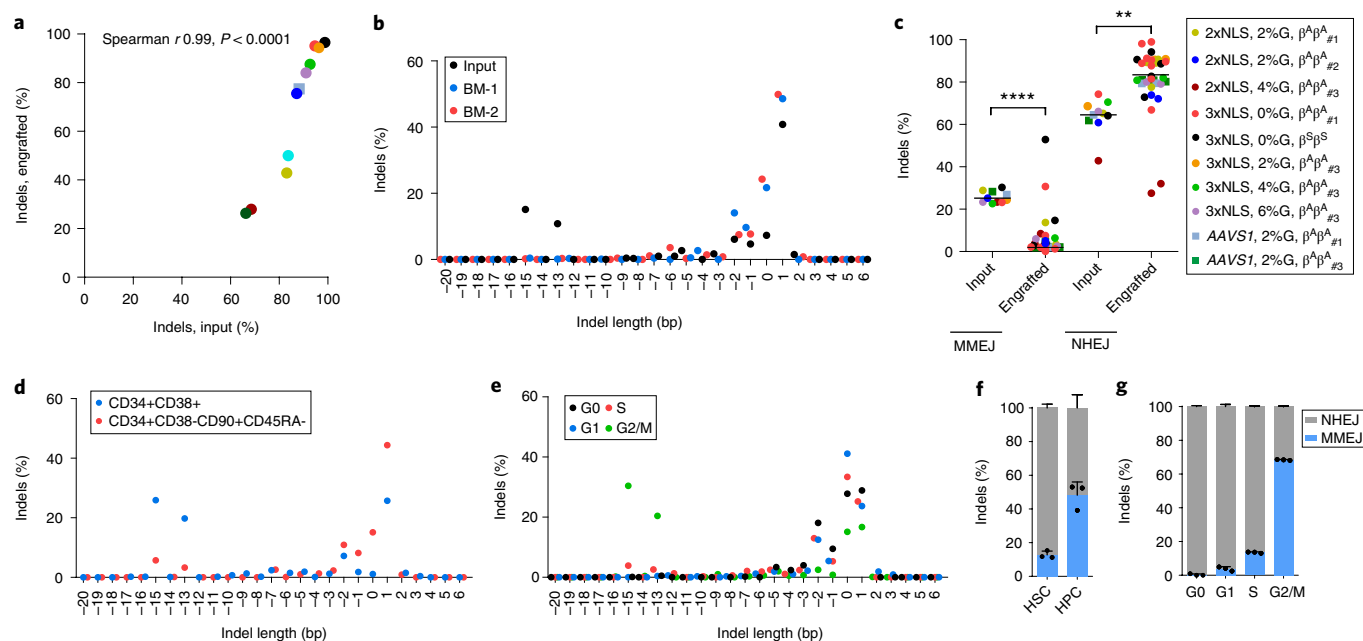 a
Spearman r 0.99, P < 0.0001
100
80
60
40
20
0
0 20 40 60 80 100
Indels, engrafted (%)
Indels, input (%)
b
Input
BM-1
BM-2
60
40
20
0
Indels (%)
–20 –19 –18 –17 –16 –15 –14 –13 –12 –11 –10 –9 –8 –7 –6 –5 –4 –3 –2 –1 0 1 2 3 4 5 6
Indel length (bp)
c
**
****
100
80
60
40
20
0
Indels (%)
Input
Engrafted
Input
Engrafted
MMEJ
NHEJ
2xNLS, 2%G, βᴬβᴬ#1
2xNLS, 2%G, βᴬβᴬ#2
2xNLS, 4%G, βᴬβᴬ#3
3xNLS, 0%G, βᴬβᴬ#1
3xNLS, 0%G, βˢβˢ
3xNLS, 2%G, βᴬβᴬ#3
3xNLS, 4%G, βᴬβᴬ#3
3xNLS, 6%G, βᴬβᴬ#3
AAVS1, 2%G, βᴬβᴬ#1
AAVS1, 2%G, βᴬβᴬ#3
d
CD34+CD38+
CD34+CD38-CD90+CD45RA-
60
40
20
0
Indels (%)
–20 –19 –18 –17 –16 –15 –14 –13 –12 –11 –10 –9 –8 –7 –6 –5 –4 –3 –2 –1 0 1 2 3 4 5 6
Indel length (bp)
e
G0 S
G1 G2/M
60
40
20
0
Indels (%)
–20 –19 –18 –17 –16 –15 –14 –13 –12 –11 –10 –9 –8 –7 –6 –5 –4 –3 –2 –1 0 1 2 3 4 5 6
Indel length (bp)
f
100
80
60
40
20
0
Indels (%)
HSC
HPC
g
100
80
60
40
20
0
Indels (%)
G0 G1 S G2/M
NHEJ
MMEJ